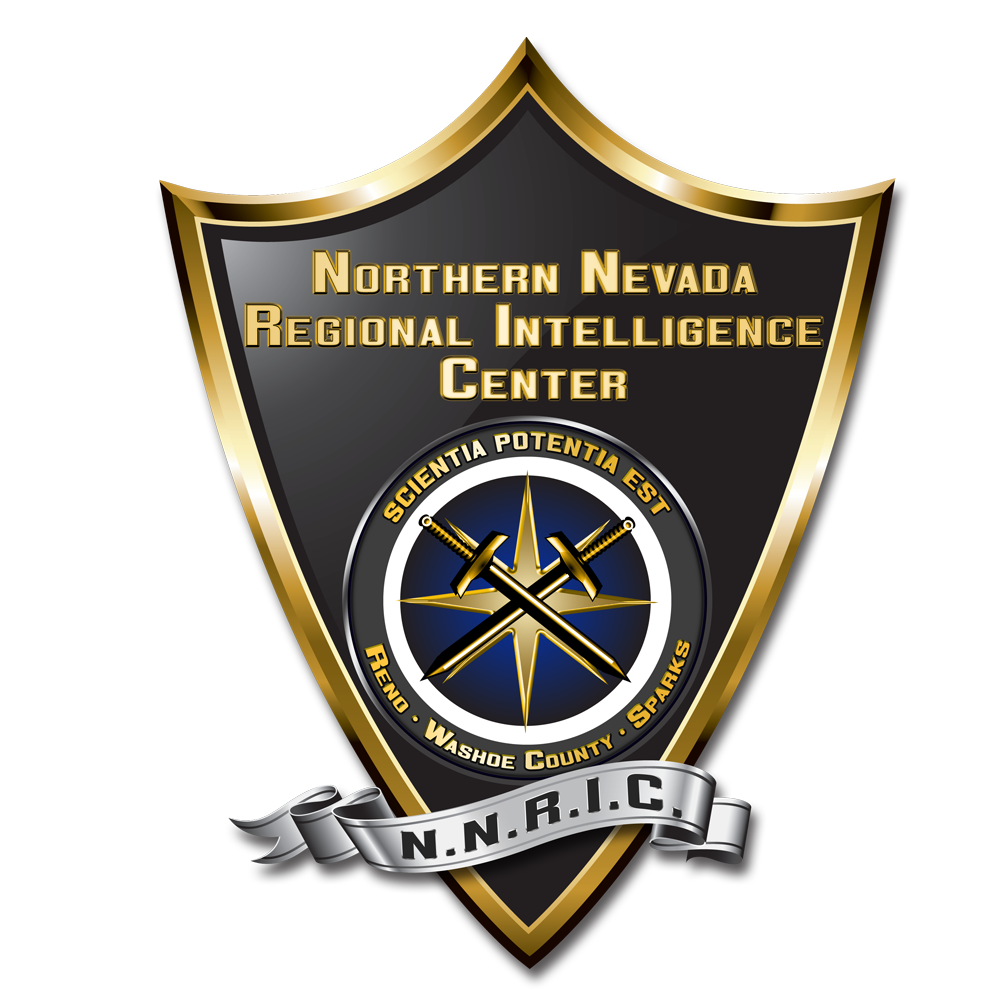 Northern Nevada
Regional Intelligence
Center
SCIENTIA POTENTIA EST
Reno · Washoe County · Sparks
N.N.R.I.C.